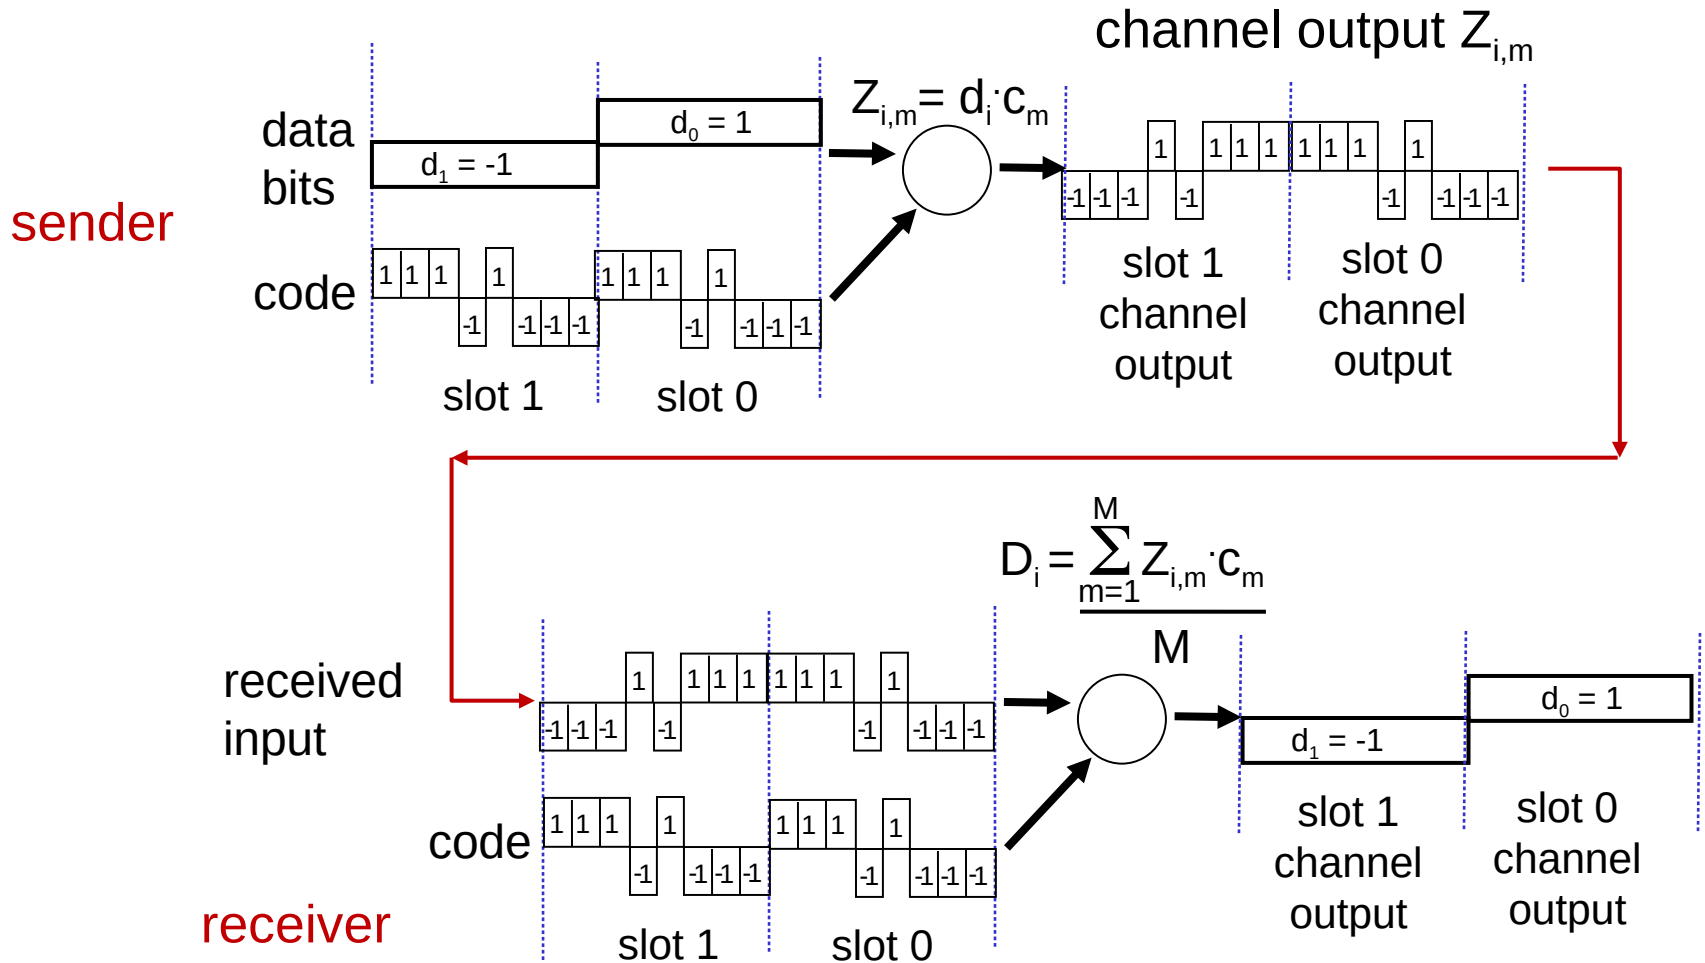 channel output Z i,m
Z i,m = d i · c m
data bits
d 1 = -1
d 0 = 1
sender
code
1 1 1 -1 1 -1 -1 -1
1 1 1 -1 1 -1 -1 -1
slot 1
slot 0
-1 -1 -1 1 -1 1 1 1
1 1 1 -1 1 -1 -1 -1
slot 1
channel
output
slot 0
channel
output
D i = Σ m=1 M Z i,m · c m
M
received
input
-1 -1 -1 1 -1 1 1 1
1 1 1 -1 1 -1 -1 -1
code
1 1 1 -1 1 -1 -1 -1
1 1 1 -1 1 -1 -1 -1
receiver
slot 1
slot 0
d 1 = -1
d 0 = 1
slot 1
channel
output
slot 0
channel
output